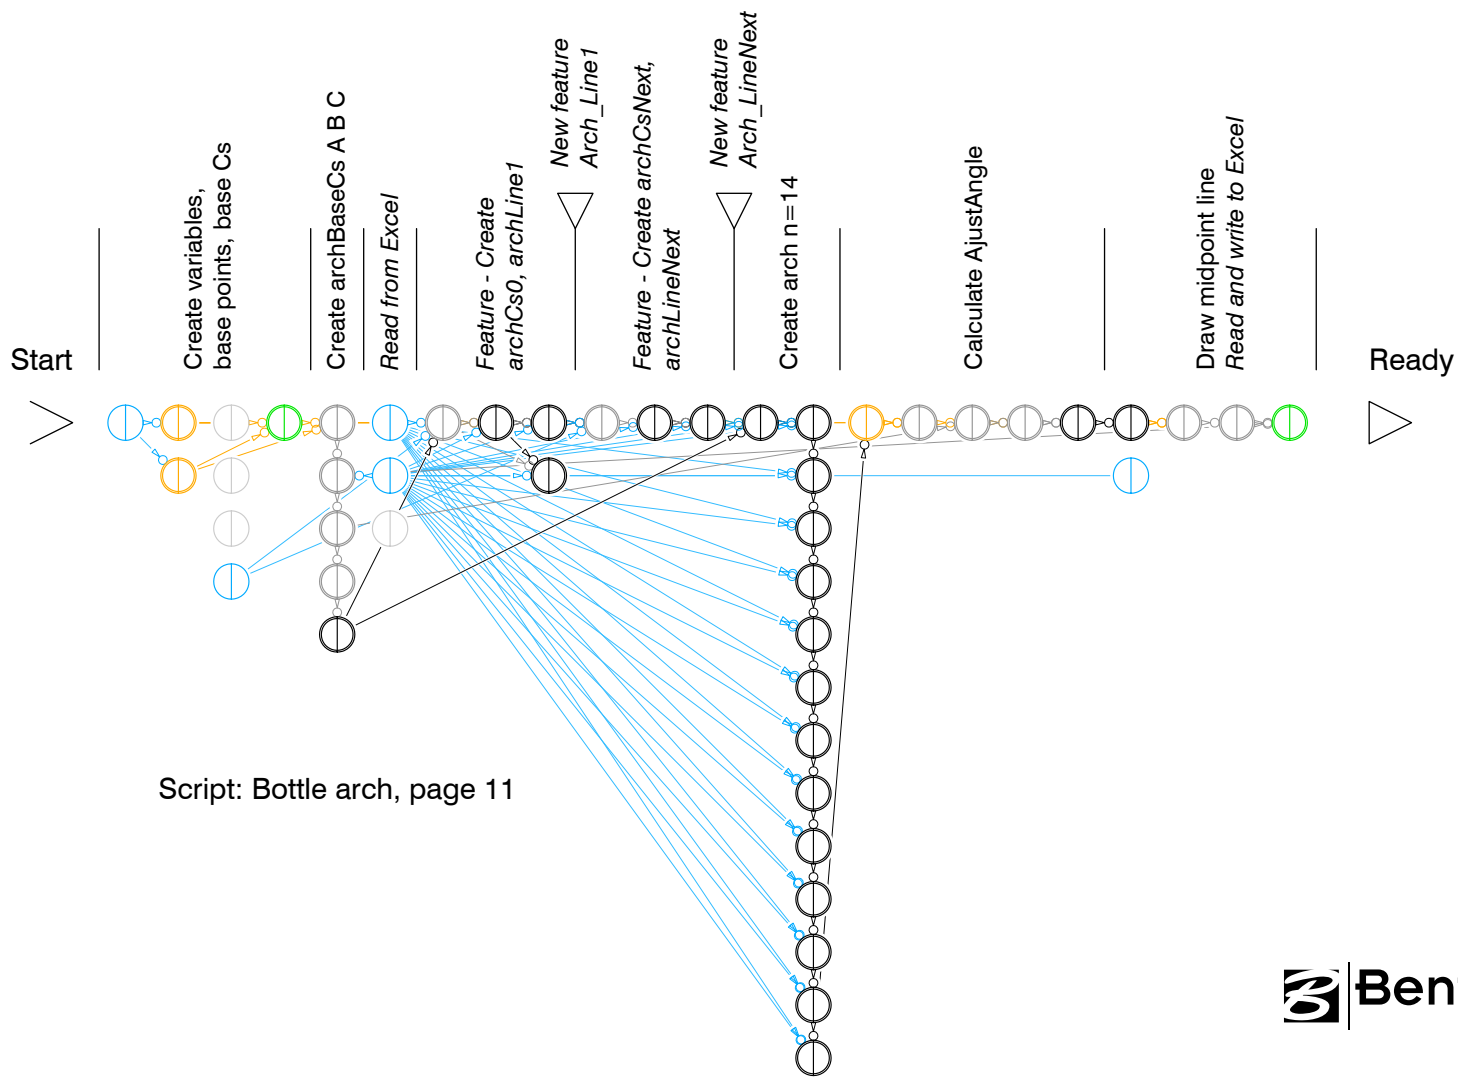 New feature
Arch_Line1
New feature
Arch_LineNext
Create variables,
base points, base Cs
Create archBaseCs A B C
Read from Excel
Feature - Create
archCs0, archLine1
Feature - Create archCsNext,
archLineNext
Create arch n=14
Calculate AjustAngle
Draw midpoint line
Read and write to Excel
Start
Ready
Script: Bottle arch, page 11
Ben